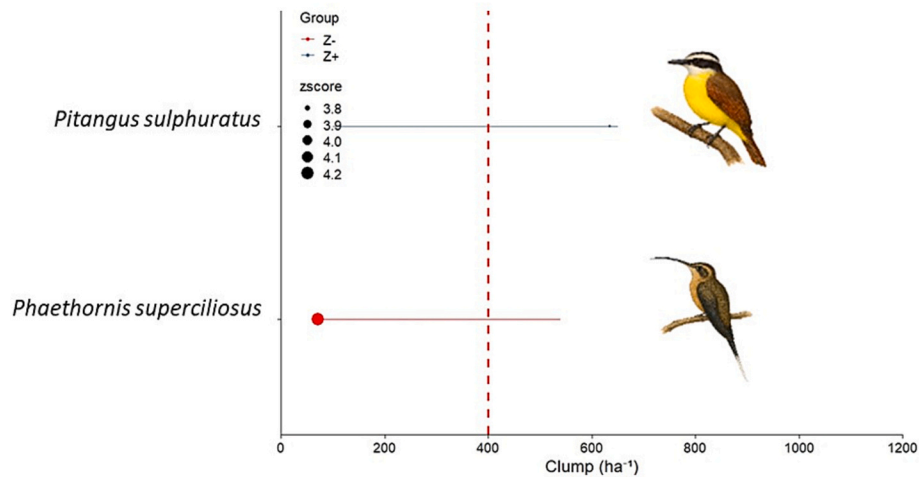 Group
Z-
Z+
zscore
3.8
3.9
4.0
4.1
4.2
Pitangus sulphuratus
Phaethornis superciliosus
0 200 400 600 800 1000 1200
Clump (ha⁻¹)